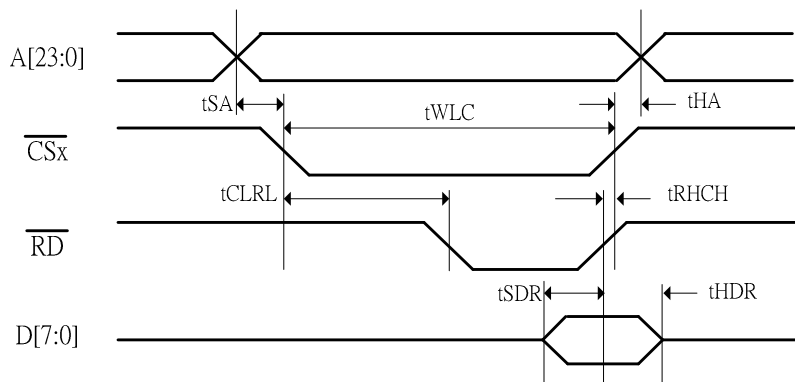 A[23:0]
tSA
tWLC
tHA
CSx
tCLRL
tRHCH
RD
tSDR
tHDR
D[7:0]